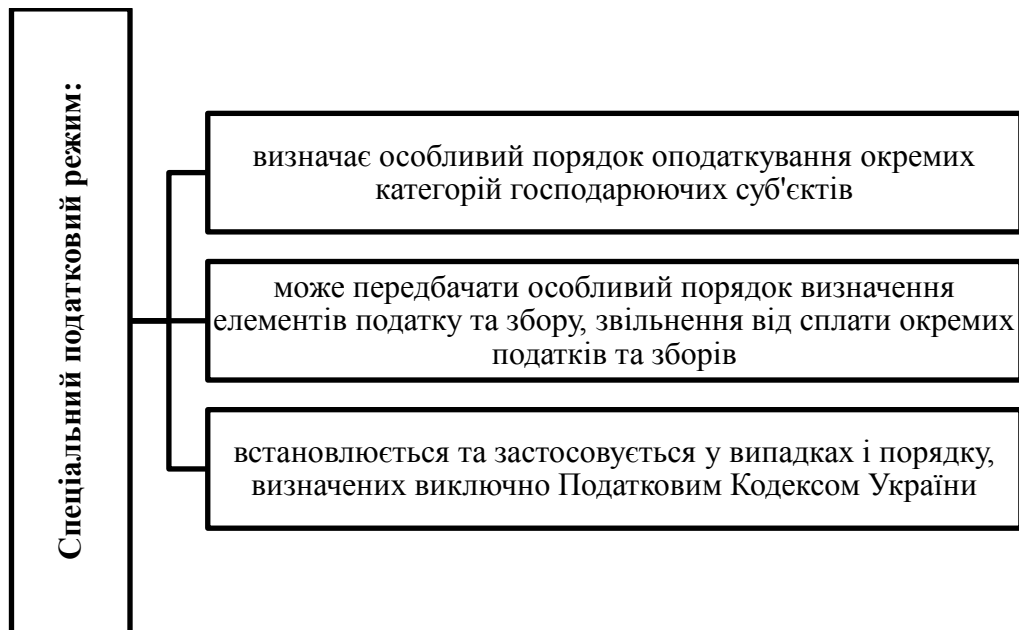 Спеціальний податковий режим:
визначає особливий порядок оподаткування окремих
категорій господарюючих суб'єктів
може передбачати особливий порядок визначення
елементів податку та збору, звільнення від сплати окремих
податків та зборів
встановлюється та застосовується у випадках і порядку,
визначених виключно Податковим Кодексом України